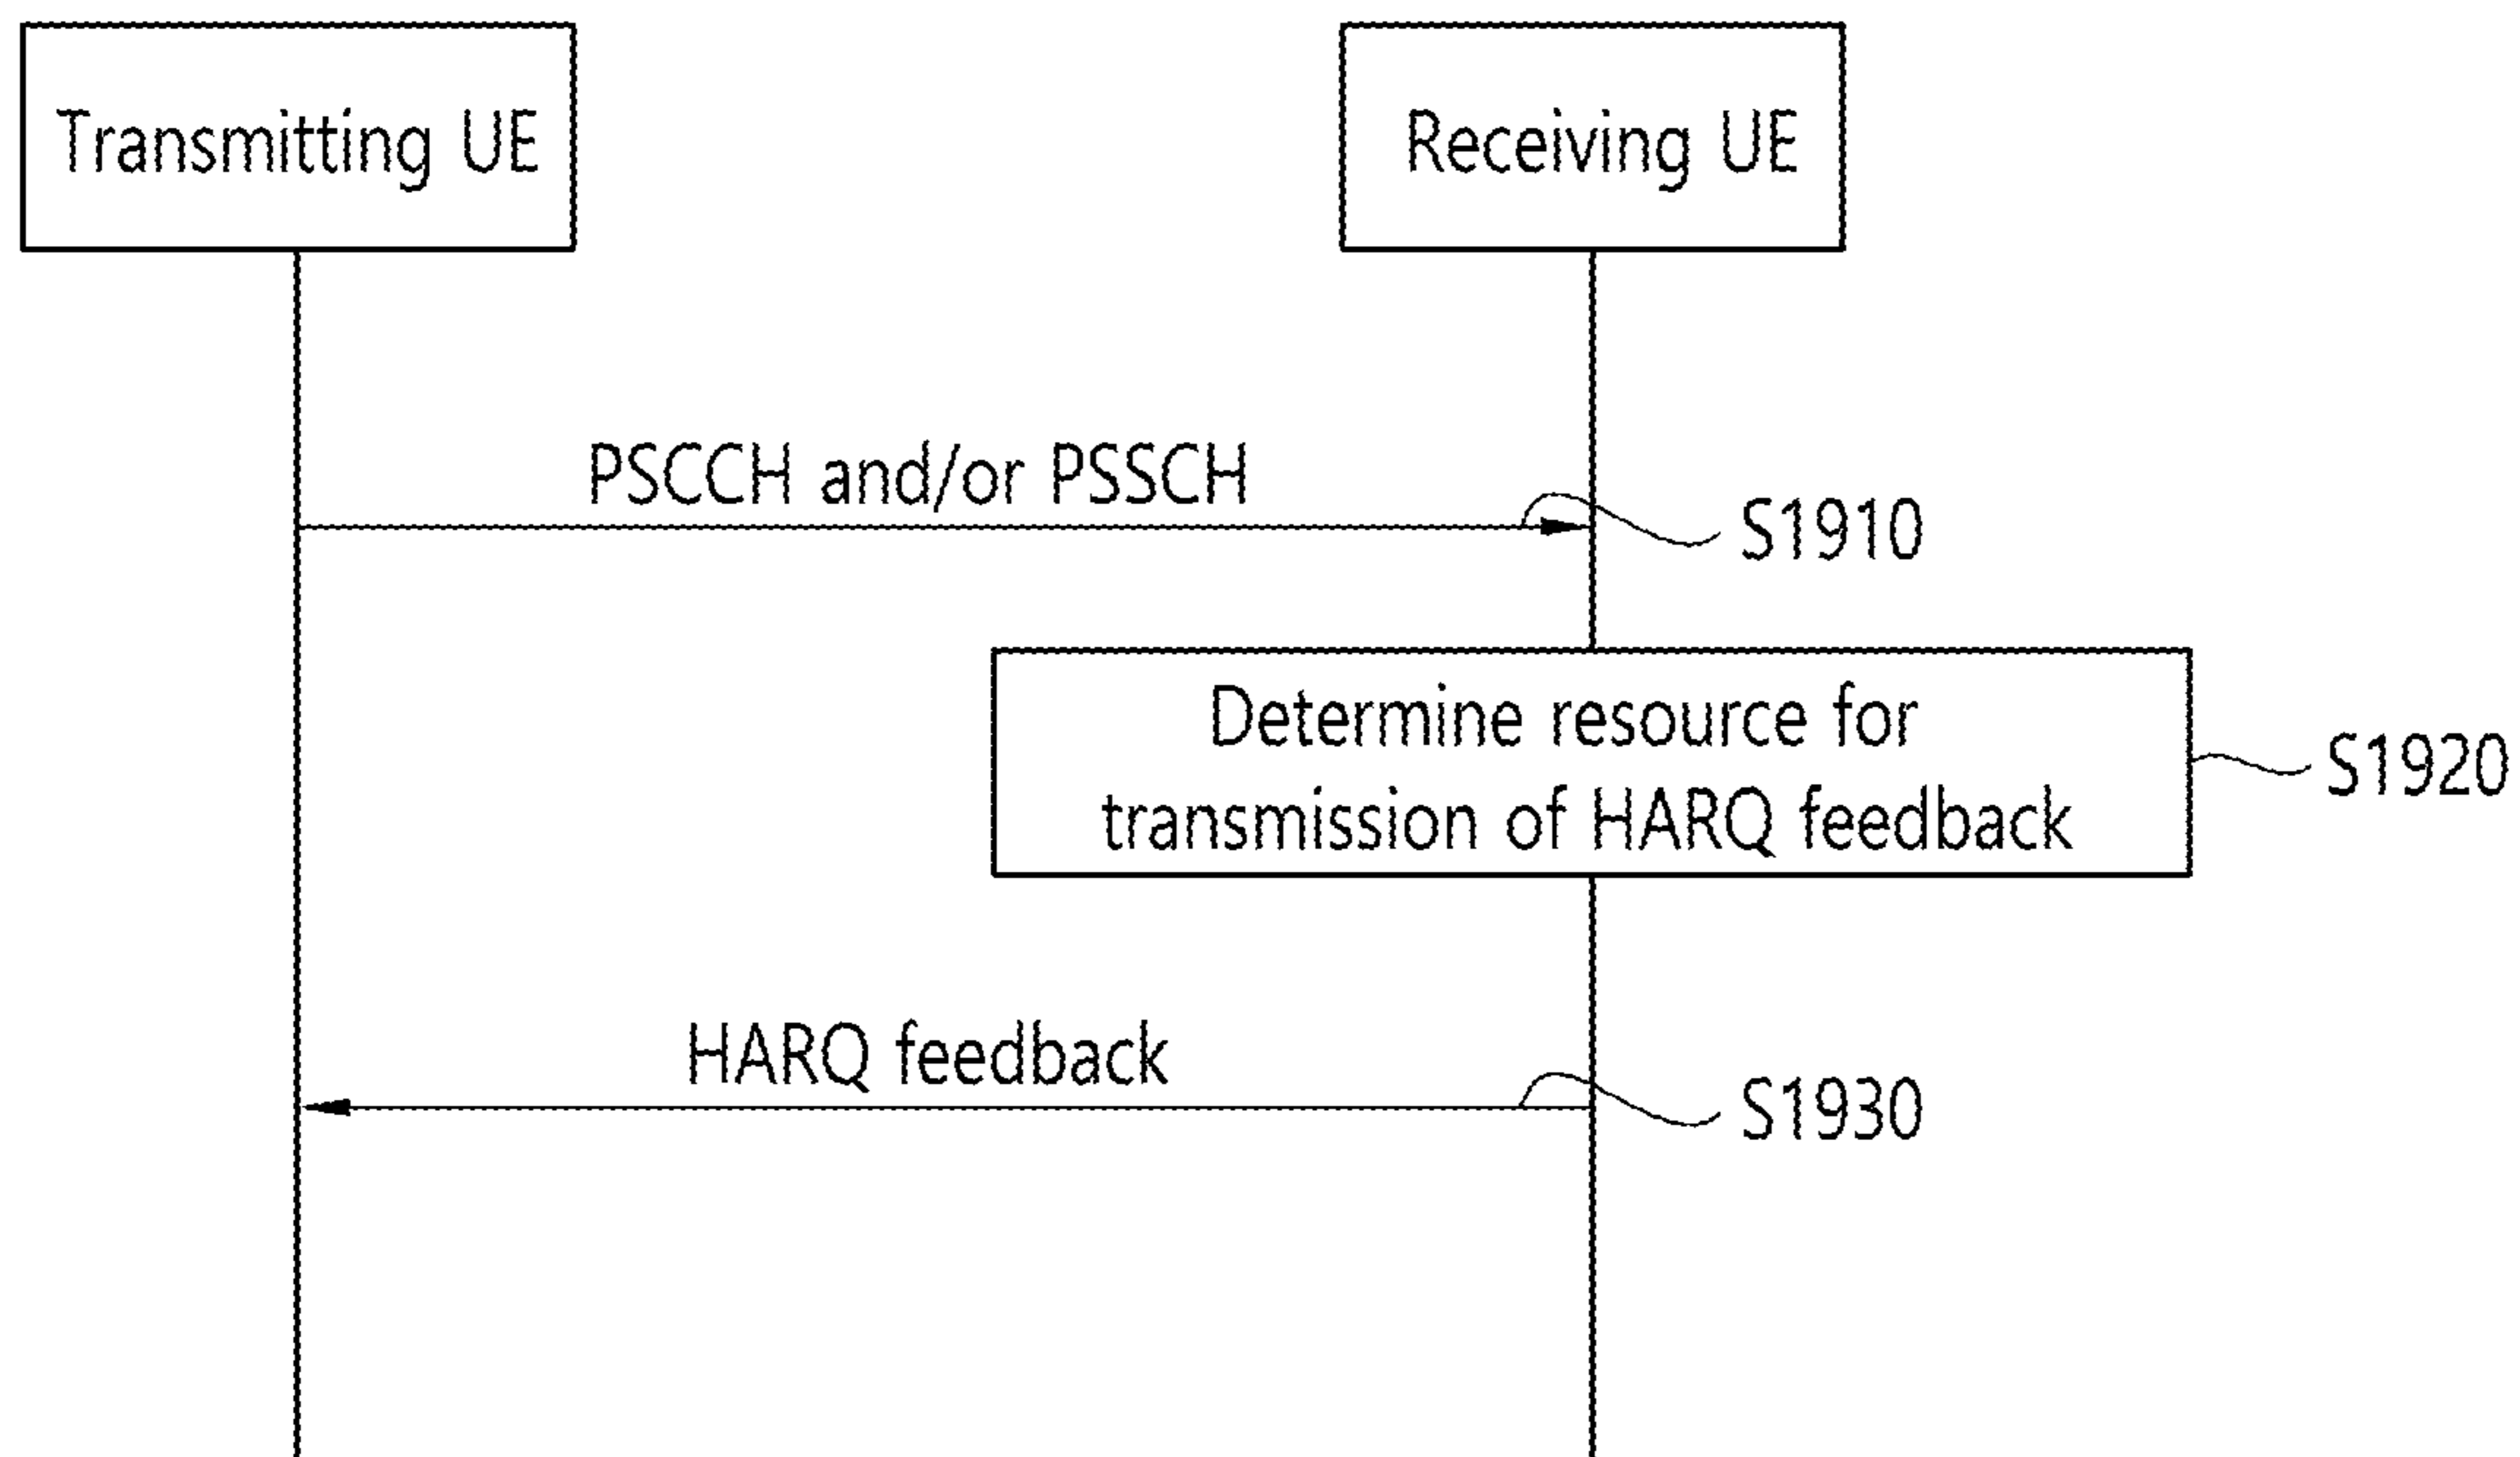 Transmitting UE
Receiving UE
PSCCH and/or PSSCH
S1910
Determine resource for
transmission of HARQ feedback
S1920
HARQ feedback
S1930